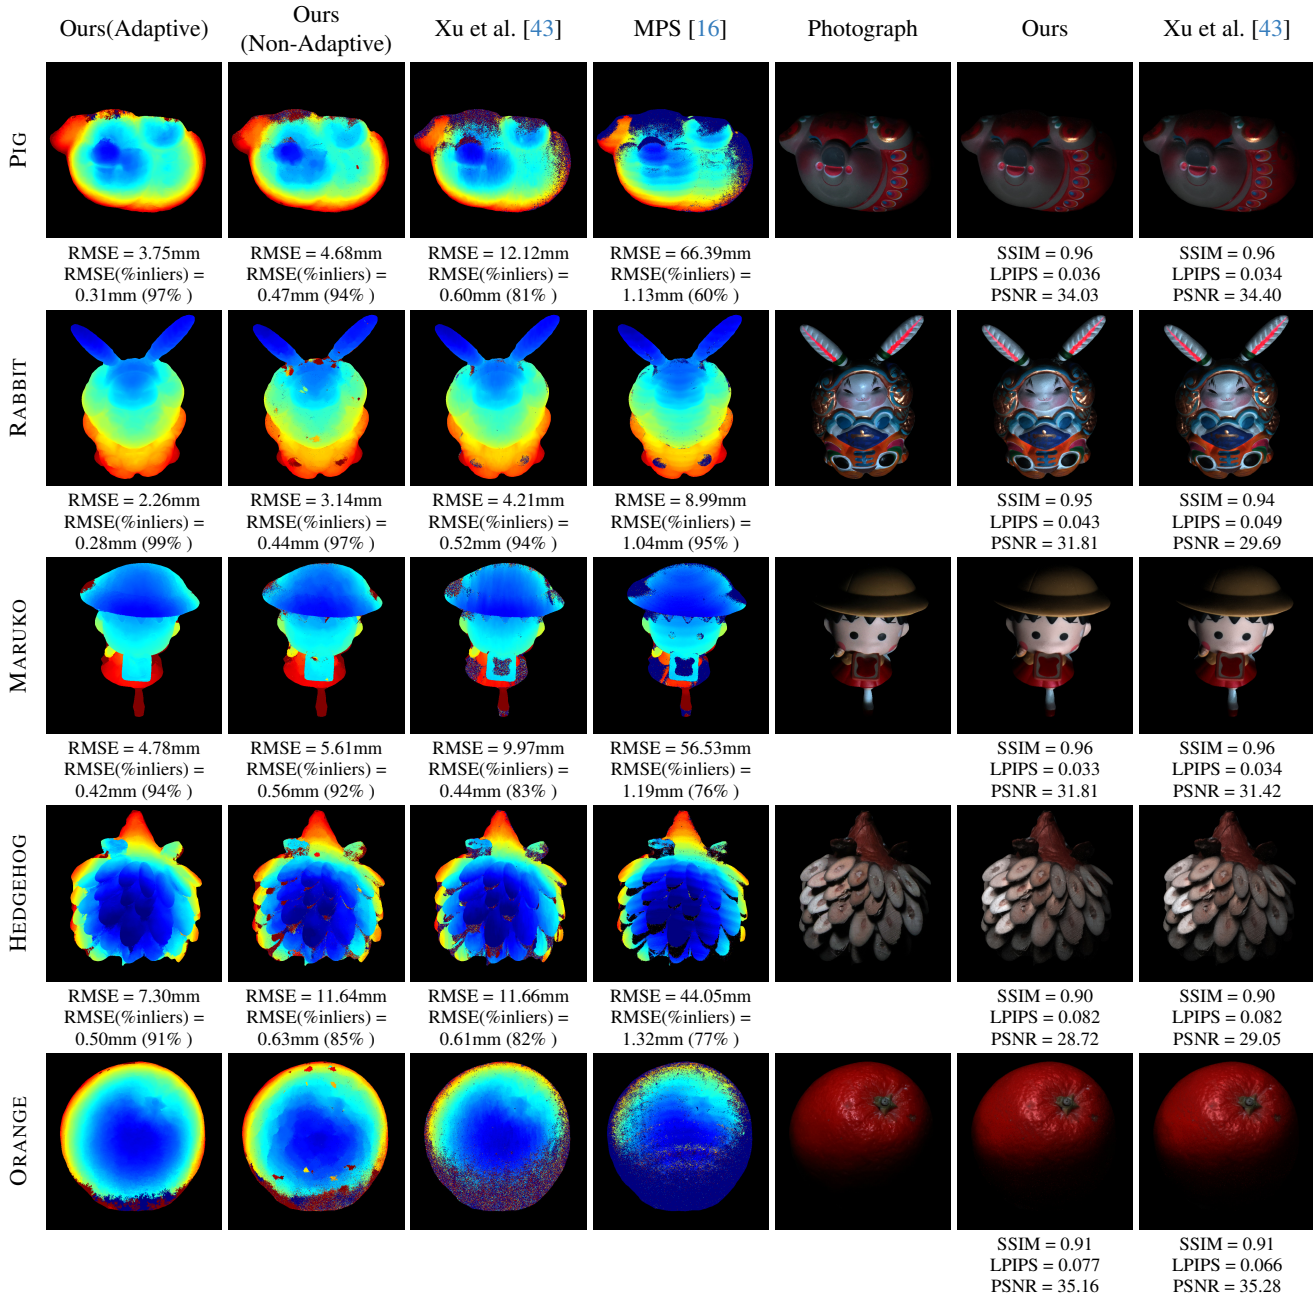 Ours(Adaptive)
Ours
(Non-Adaptive)
Xu et al. [43]
MPS [16]
Photograph
Ours
Xu et al. [43]
PIG
RMSE = 3.75mm
RMSE(%inliers) =
0.31mm (97% )
RMSE = 4.68mm
RMSE(%inliers) =
0.47mm (94% )
RMSE = 12.12mm
RMSE(%inliers) =
0.60mm (81% )
RMSE = 66.39mm
RMSE(%inliers) =
1.13mm (60% )
SSIM = 0.96
LPIPS = 0.036
PSNR = 34.03
SSIM = 0.96
LPIPS = 0.034
PSNR = 34.40
RABBIT
RMSE = 2.26mm
RMSE(%inliers) =
0.28mm (99% )
RMSE = 3.14mm
RMSE(%inliers) =
0.44mm (97% )
RMSE = 4.21mm
RMSE(%inliers) =
0.52mm (94% )
RMSE = 8.99mm
RMSE(%inliers) =
1.04mm (95% )
SSIM = 0.95
LPIPS = 0.043
PSNR = 31.81
SSIM = 0.94
LPIPS = 0.049
PSNR = 29.69
MARUKO
RMSE = 4.78mm
RMSE(%inliers) =
0.42mm (94% )
RMSE = 5.61mm
RMSE(%inliers) =
0.56mm (92% )
RMSE = 9.97mm
RMSE(%inliers) =
0.44mm (83% )
RMSE = 56.53mm
RMSE(%inliers) =
1.19mm (76% )
SSIM = 0.96
LPIPS = 0.033
PSNR = 31.81
SSIM = 0.96
LPIPS = 0.034
PSNR = 31.42
HEDGEHOG
RMSE = 7.30mm
RMSE(%inliers) =
0.50mm (91% )
RMSE = 11.64mm
RMSE(%inliers) =
0.63mm (85% )
RMSE = 11.66mm
RMSE(%inliers) =
0.61mm (82% )
RMSE = 44.05mm
RMSE(%inliers) =
1.32mm (77% )
SSIM = 0.90
LPIPS = 0.082
PSNR = 28.72
SSIM = 0.90
LPIPS = 0.082
PSNR = 29.05
ORANGE
SSIM = 0.91
LPIPS = 0.077
PSNR = 35.16
SSIM = 0.91
LPIPS = 0.066
PSNR = 35.28